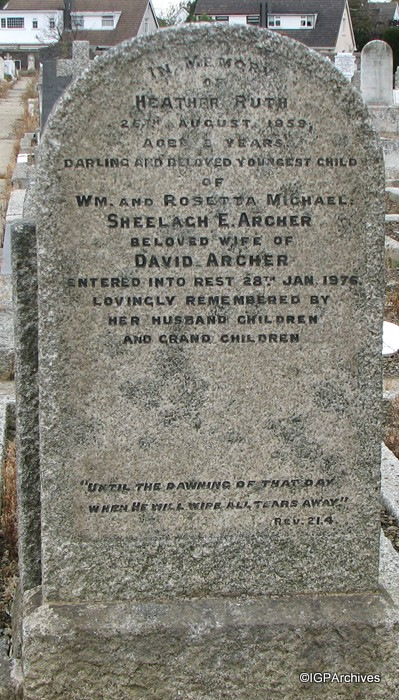 IN MEMORY
OF
HEATHER RUTH
26TH AUGUST 1959,
AGED YEARS.
DARLING AND BELOVED YOUNGEST CHILD
OF
WM. AND ROSETTA MICHAEL.
SHEELAGH E. ARCHER
BELOVED WIFE OF
DAVID ARCHER
ENTERED INTO REST 28TH JAN. 1976.
LOVINGLY REMEMBERED BY
HER HUSBAND CHILDREN
AND GRAND CHILDREN
"UNTIL THE DAWNING OF THAT DAY
WHEN HE WILL WIPE ALL TEARS AWAY."
REV. 21.4.
©IGPArchives